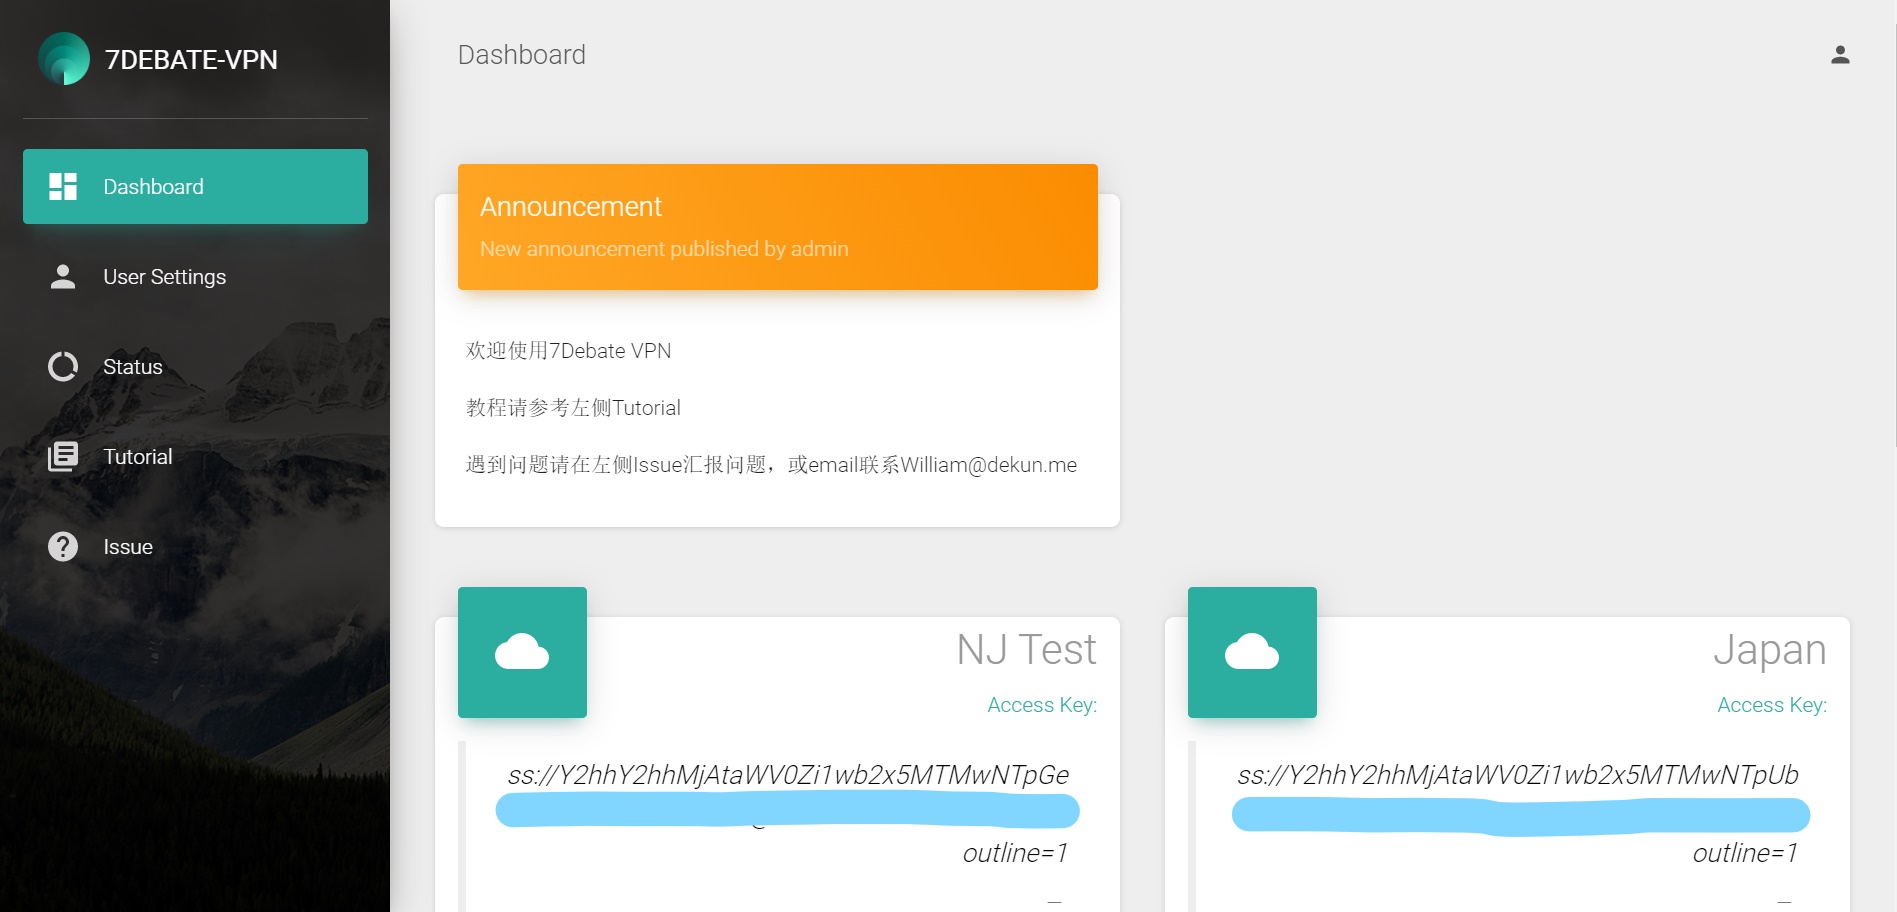 7DEBATE-VPN
Dashboard
User Settings
Status
Tutorial
Issue
Dashboard
Announcement
New announcement published by admin
欢迎使用7Debate VPN
教程请参考左侧Tutorial
遇到问题请在左侧Issue汇报问题，或email联系William@dekun.me
NJ Test
Access Key:
ss://Y2hhY2hhMjAtaWV0Zi1wb2x5MTMwNTpGe
outline=1
Japan
Access Key:
ss://Y2hhY2hhMjAtaWV0Zi1wb2x5MTMwNTpUb
outline=1